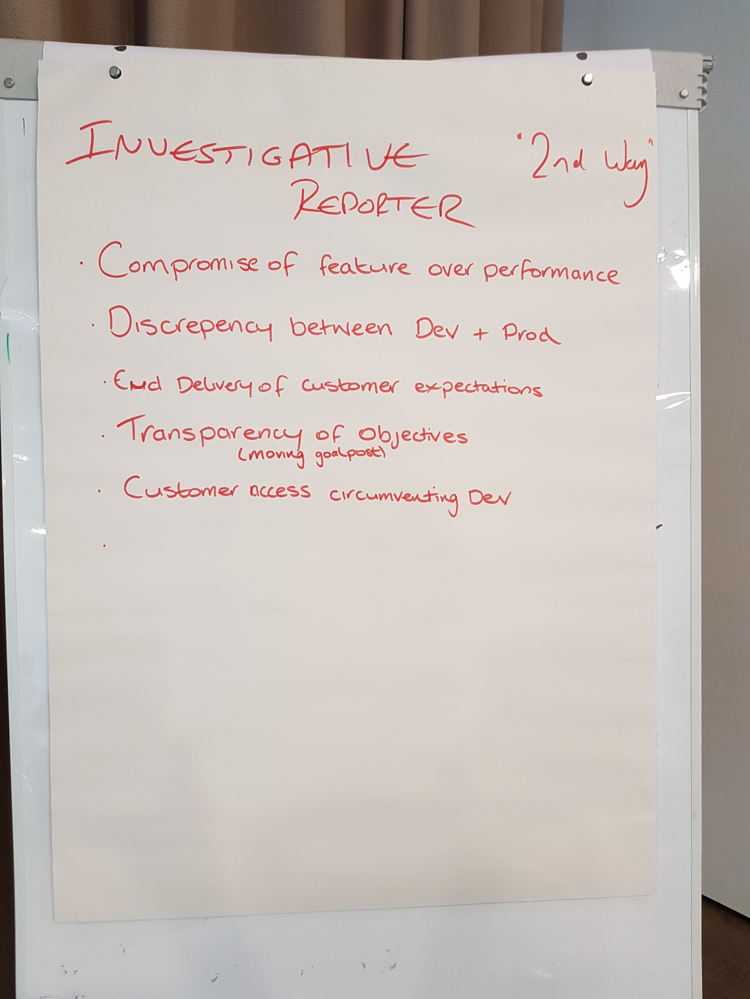 INVESTIGATIVE "2nd Way"
REPORTER
· Compromise of feature over performance
· Discrepency between Dev + Prod
· End Delivery of customer expectations
· Transparency of objectives
(moving goalpost)
· Customer access circumventing Dev
·